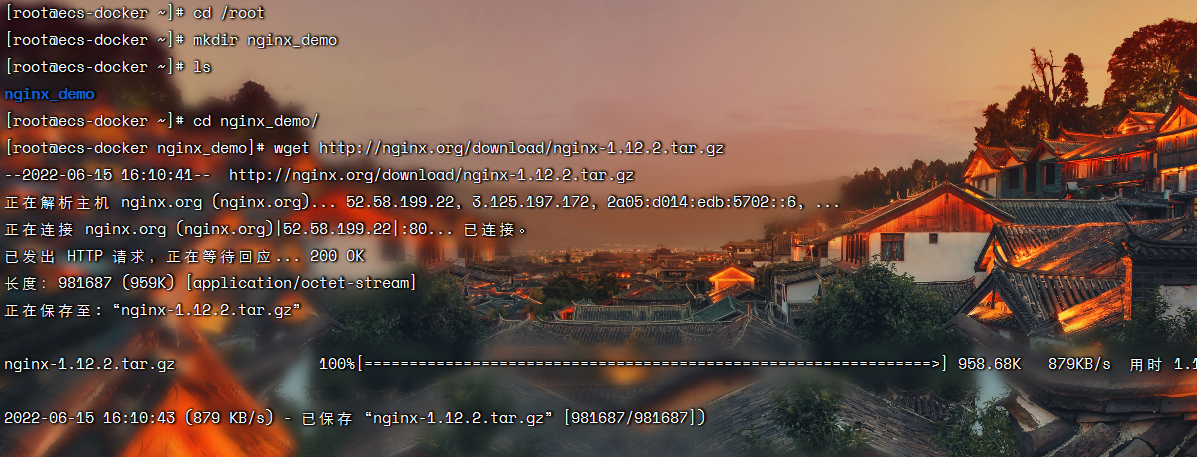 [root@ecs-docker ~]# cd /root
[root@ecs-docker ~]# mkdir nginx_demo
[root@ecs-docker ~]# ls
nginx_demo
[root@ecs-docker ~]# cd nginx_demo/
[root@ecs-docker nginx_demo]# wget http://nginx.org/download/nginx-1.12.2.tar.gz
--2022-06-15 16:10:41--  http://nginx.org/download/nginx-1.12.2.tar.gz
正在解析主机 nginx.org (nginx.org)... 52.58.199.22, 3.125.197.172, 2a05:d014:edb:5702::6, ...
正在连接 nginx.org (nginx.org)|52.58.199.22|:80... 已连接。
已发出 HTTP 请求，正在等待回应... 200 OK
长度：981687 (959K) [application/octet-stream]
正在保存至: “nginx-1.12.2.tar.gz”
nginx-1.12.2.tar.gz 100%[===============================================================>] 958.68K 879KB/s 用时 1.1
2022-06-15 16:10:43 (879 KB/s) - 已保存 “nginx-1.12.2.tar.gz” [981687/981687])